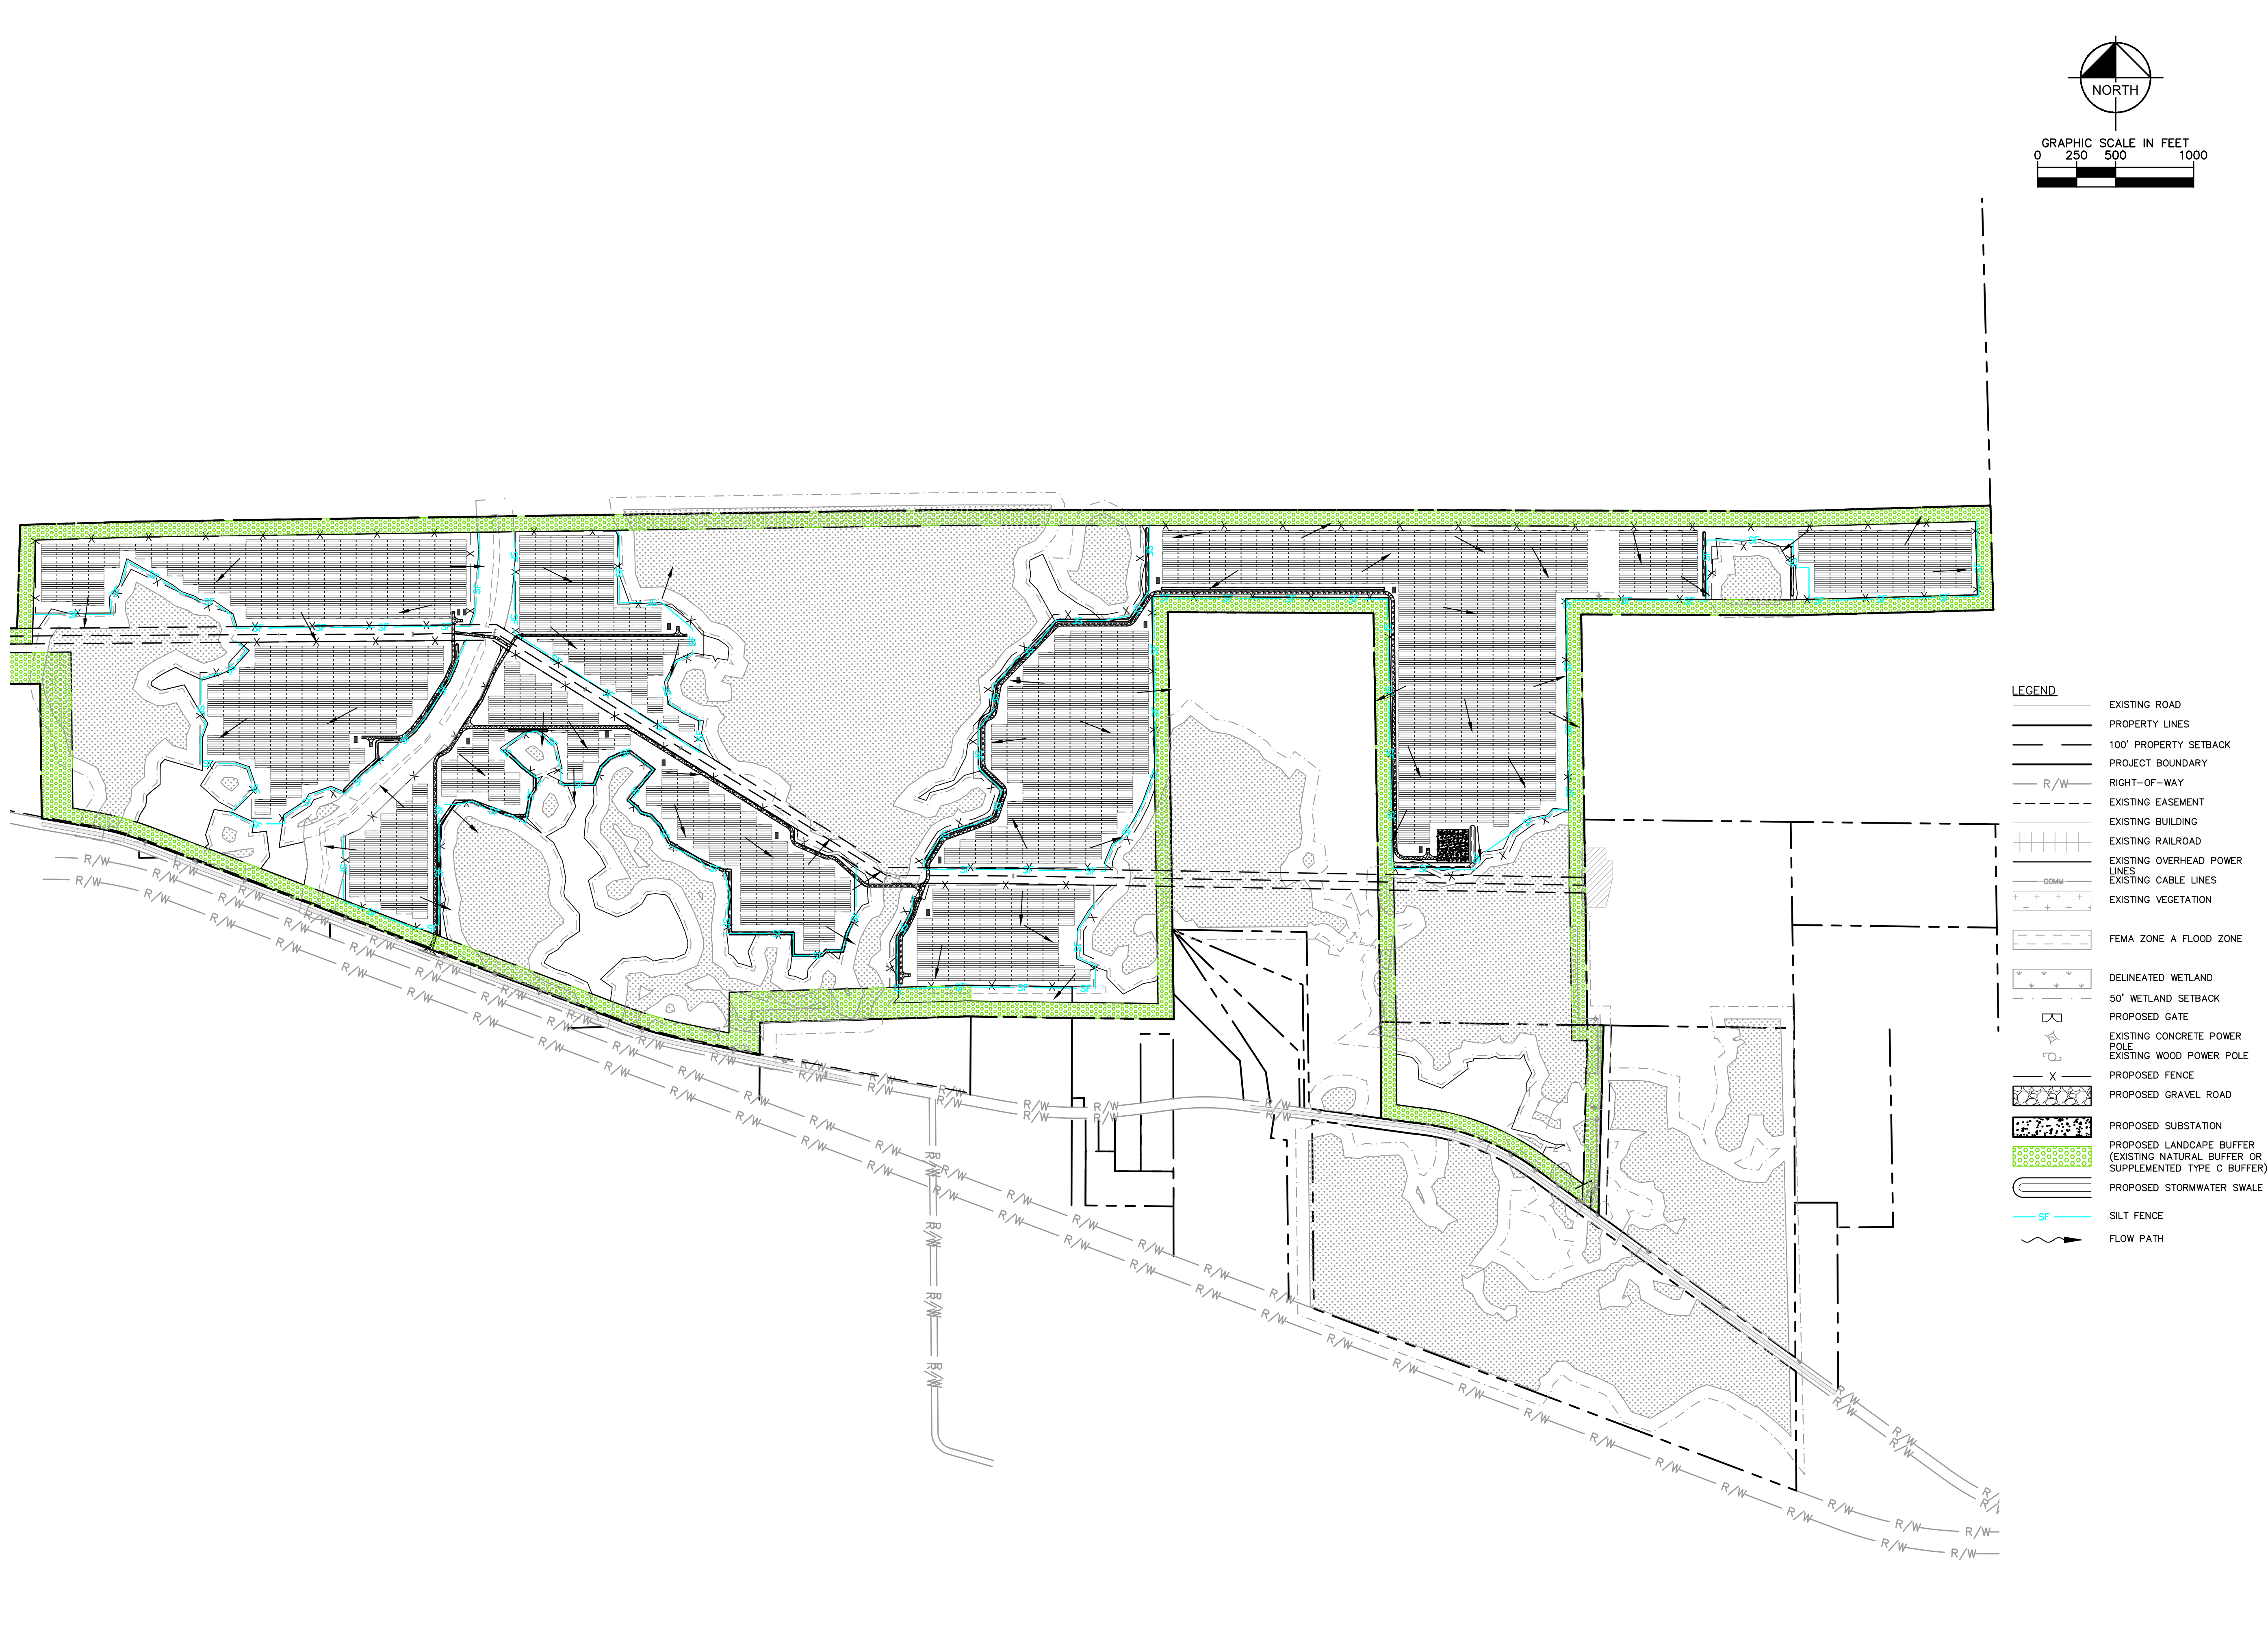 NORTH
GRAPHIC SCALE IN FEET
0 250 500 1000
LEGEND
EXISTING ROAD
PROPERTY LINES
100' PROPERTY SETBACK
PROJECT BOUNDARY
R/W RIGHT-OF-WAY
EXISTING EASEMENT
EXISTING BUILDING
EXISTING RAILROAD
EXISTING OVERHEAD POWER
LINES
COMM EXISTING CABLE LINES
EXISTING VEGETATION
FEMA ZONE A FLOOD ZONE
DELINEATED WETLAND
50' WETLAND SETBACK
PROPOSED GATE
EXISTING CONCRETE POWER
POLE
EXISTING WOOD POWER POLE
X PROPOSED FENCE
PROPOSED GRAVEL ROAD
PROPOSED SUBSTATION
PROPOSED LANDCAPE BUFFER
(EXISTING NATURAL BUFFER OR
SUPPLEMENTED TYPE C BUFFER)
PROPOSED STORMWATER SWALE
SF SILT FENCE
FLOW PATH